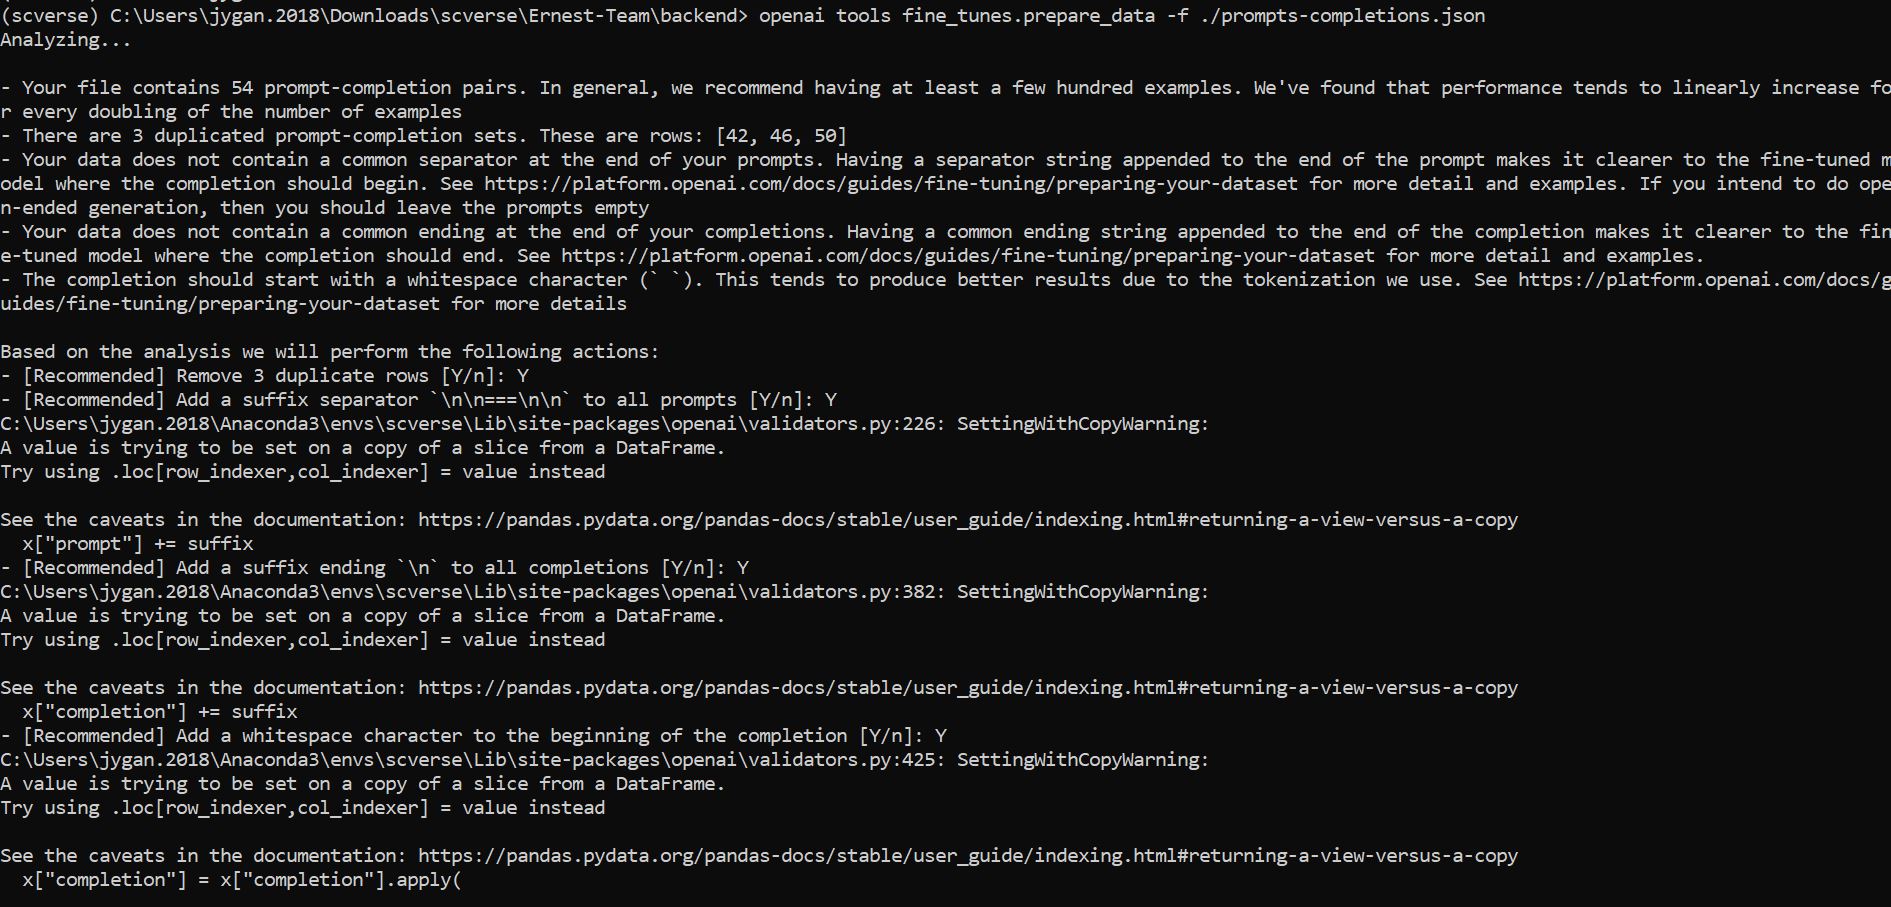 (scverse) C:\Users\jygan.2018\Downloads\scverse\Ernest-Team\backend> openai tools fine_tunes.prepare_data -f ./prompts-completions.json
Analyzing...
- Your file contains 54 prompt-completion pairs. In general, we recommend having at least a few hundred examples. We've found that performance tends to linearly increase fo
r every doubling of the number of examples
- There are 3 duplicated prompt-completion sets. These are rows: [42, 46, 50]
- Your data does not contain a common separator at the end of your prompts. Having a separator string appended to the end of the prompt makes it clearer to the fine-tuned m
odel where the completion should begin. See https://platform.openai.com/docs/guides/fine-tuning/preparing-your-dataset for more detail and examples. If you intend to do ope
n-ended generation, then you should leave the prompts empty
- Your data does not contain a common ending at the end of your completions. Having a common ending string appended to the end of the completion makes it clearer to the fin
e-tuned model where the completion should end. See https://platform.openai.com/docs/guides/fine-tuning/preparing-your-dataset for more detail and examples.
- The completion should start with a whitespace character (` `). This tends to produce better results due to the tokenization we use. See https://platform.openai.com/docs/g
uides/fine-tuning/preparing-your-dataset for more details
Based on the analysis we will perform the following actions:
- [Recommended] Remove 3 duplicate rows [Y/n]: Y
- [Recommended] Add a suffix separator `\n\n===\n\n` to all prompts [Y/n]: Y
C:\Users\jygan.2018\Anaconda3\envs\scverse\Lib\site-packages\openai\validators.py:226: SettingWithCopyWarning:
A value is trying to be set on a copy of a slice from a DataFrame.
Try using .loc[row_indexer,col_indexer] = value instead
See the caveats in the documentation: https://pandas.pydata.org/pandas-docs/stable/user_guide/indexing.html#returning-a-view-versus-a-copy
x["prompt"] += suffix
- [Recommended] Add a suffix ending `\n` to all completions [Y/n]: Y
C:\Users\jygan.2018\Anaconda3\envs\scverse\Lib\site-packages\openai\validators.py:382: SettingWithCopyWarning:
A value is trying to be set on a copy of a slice from a DataFrame.
Try using .loc[row_indexer,col_indexer] = value instead
See the caveats in the documentation: https://pandas.pydata.org/pandas-docs/stable/user_guide/indexing.html#returning-a-view-versus-a-copy
x["completion"] += suffix
- [Recommended] Add a whitespace character to the beginning of the completion [Y/n]: Y
C:\Users\jygan.2018\Anaconda3\envs\scverse\Lib\site-packages\openai\validators.py:425: SettingWithCopyWarning:
A value is trying to be set on a copy of a slice from a DataFrame.
Try using .loc[row_indexer,col_indexer] = value instead
See the caveats in the documentation: https://pandas.pydata.org/pandas-docs/stable/user_guide/indexing.html#returning-a-view-versus-a-copy
x["completion"] = x["completion"].apply(